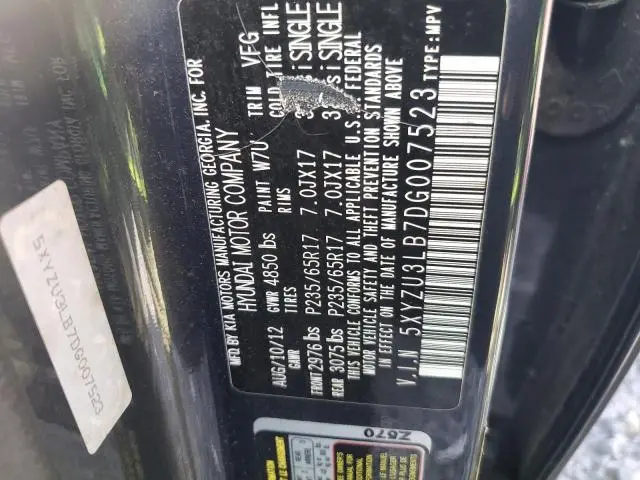 MFD. BY KIA MOTORS MANUFACTURING GEORGIA, INC. FOR
HYUNDAI MOTOR COMPANY
AUG/10/12 GVWR 4850 lbs PAINT W7U TRIM VFG
GAWR TIRES RIMS COLD TIRE INFL
FRONT 2976 lbs P235/65R17 7.0JX17 SINGLE
REAR 3075 lbs P235/65R17 7.0JX17 SINGLE
THIS VEHICLE CONFORMS TO ALL APPLICABLE U.S. FEDERAL
MOTOR VEHICLE SAFETY AND THEFT PREVENTION STANDARDS
IN EFFECT ON DATE OF MANUFACTURE SHOWN ABOVE
V.I.N 5XYZU3LB7DG007523 TYPE:MPV
5XYZU3LB7DG007523
Z670